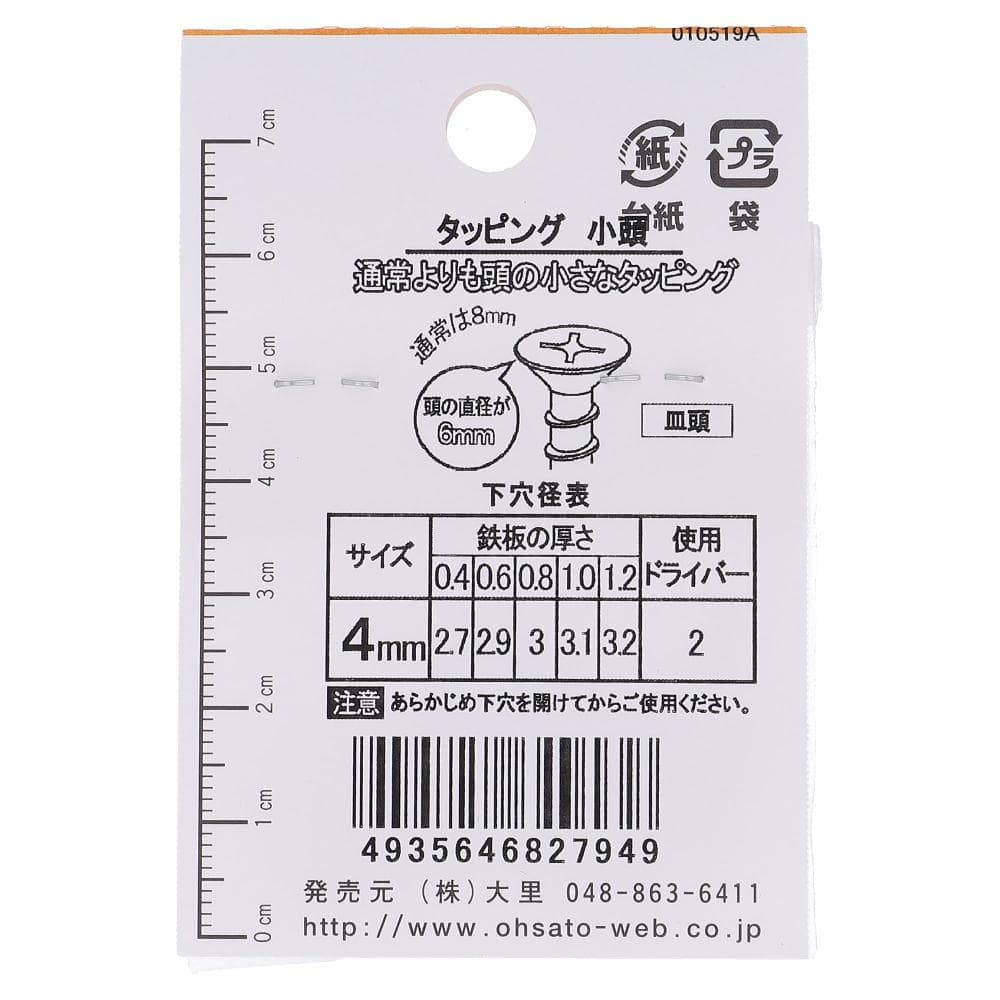 010519A
紙 プラ
台紙 袋
タッピング 小頭
通常よりも頭の小さなタッピング
通常は8mm
頭の直径が
6mm
皿頭
下穴径表
サイズ 鉄板の厚さ 使用ドライバー
0.4 0.6 0.8 1.0 1.2
4mm 2.7 2.9 3 3.1 3.2 2
注意 あらかじめ下穴を開けてからご使用ください。
4935646827949
発売元 (株)大里 048-863-6411
http://www.ohsato-web.co.jp
7 cm
6 cm
5 cm
4 cm
3 cm
2 cm
1 cm
0 cm